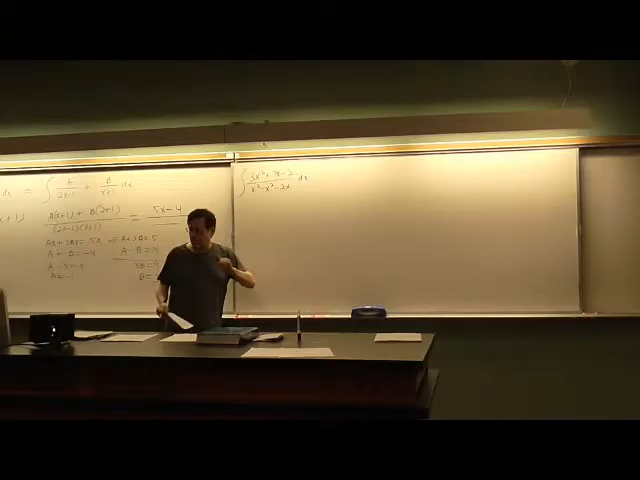 dx = ∫ A/(2x-1) + B/(x+1) dx
x+1)
A(x+1) + B(2x-1) / (2x-1)(x+1) = 5x-4
Ax+2Bx=5x ⇒ A+2B=5
A - B = -4
3B=9
A-3=-4
A=-1
B=
∫ (3x²+7x-2)/(x³-x²-2x) dx